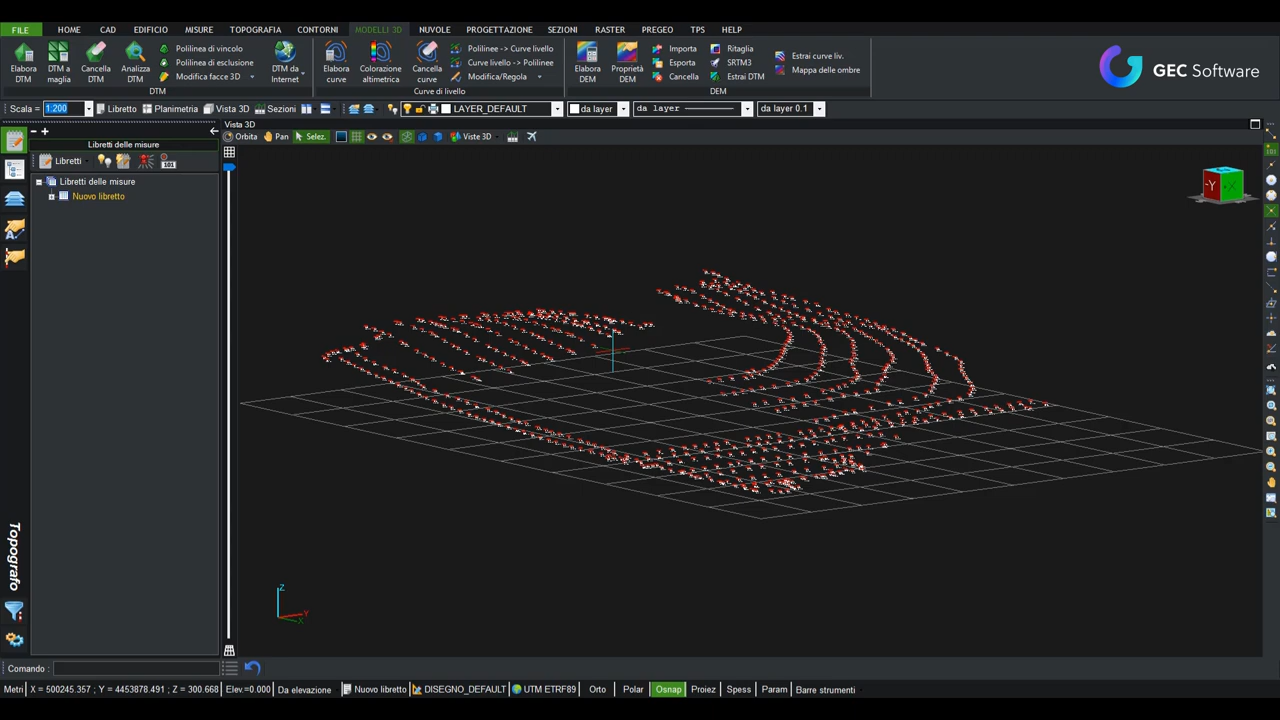 FILE HOME CAD EDIFICIO MISURE TOPOGRAFIA CONTORNI MODELLI 3D NUVOLE PROGETTAZIONE SEZIONI RASTER PREGEO TPS HELP
Elabora DTM
DTM a maglia
Cancella DTM
Analizza DTM
Polilinea di vincolo
Polilinea di esclusione
Modifica facce 3D
DTM da Internet
DTM
Elabora curve
Colorazione altimetrica
Cancella curve
Polilinee -> Curve livello
Curve livello -> Polilinee
Modifica/Regola
Curve di livello
Elabora DEM
Proprietà DEM
Importa
Esporta
Cancella
Ritaglia
SRTM3
Estrai DTM
Estrai curve liv.
Mappa delle ombre
DEM
GEC Software
Scala = 1:200 Libretto Planimetria Vista 3D Sezioni LAYER_DEFAULT da layer da layer da layer 0.1
Vista 3D
Orbita Pan Selez. Viste 3D
Libretti delle misure
Libretti
Libretti delle misure
Nuovo libretto
-Y +X
Z
Y
X
Topografo
Comando :
Metri X = 500245.357 ; Y = 4453878.491 ; Z = 300.668 Elev.=0.000 Da elevazione Nuovo libretto DISEGNO_DEFAULT UTM ETRF89 Orto Polar Osnap Proiez Spess Param Barre strumenti